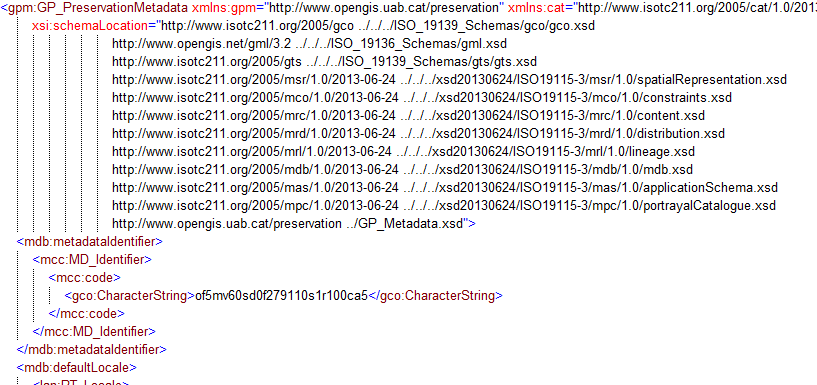 <gpm:GP_PreservationMetadata xmlns:gpm="http://www.opengis.uab.cat/preservation" xmlns:cat="http://www.isotc211.org/2005/cat/1.0/2013
xsi:schemaLocation="http://www.isotc211.org/2005/gco ../../../ISO_19139_Schemas/gco/gco.xsd
http://www.opengis.net/gml/3.2 ../../../ISO_19136_Schemas/gml.xsd
http://www.isotc211.org/2005/gts ../../../ISO_19139_Schemas/gts/gts.xsd
http://www.isotc211.org/2005/msr/1.0/2013-06-24 ../../../xsd20130624/ISO19115-3/msr/1.0/spatialRepresentation.xsd
http://www.isotc211.org/2005/mco/1.0/2013-06-24 ../../../xsd20130624/ISO19115-3/mco/1.0/constraints.xsd
http://www.isotc211.org/2005/mrc/1.0/2013-06-24 ../../../xsd20130624/ISO19115-3/mrc/1.0/content.xsd
http://www.isotc211.org/2005/mrd/1.0/2013-06-24 ../../../xsd20130624/ISO19115-3/mrd/1.0/distribution.xsd
http://www.isotc211.org/2005/mrl/1.0/2013-06-24 ../../../xsd20130624/ISO19115-3/mrl/1.0/lineage.xsd
http://www.isotc211.org/2005/mdb/1.0/2013-06-24 ../../../xsd20130624/ISO19115-3/mdb/1.0/mdb.xsd
http://www.isotc211.org/2005/mas/1.0/2013-06-24 ../../../xsd20130624/ISO19115-3/mas/1.0/applicationSchema.xsd
http://www.isotc211.org/2005/mpc/1.0/2013-06-24 ../../../xsd20130624/ISO19115-3/mpc/1.0/portrayalCatalogue.xsd
http://www.opengis.uab.cat/preservation ../GP_Metadata.xsd">
<mdb:metadataIdentifier>
<mcc:MD_Identifier>
<mcc:code>
<gco:CharacterString>of5mv60sd0f279110s1r100ca5</gco:CharacterString>
</mcc:code>
</mcc:MD_Identifier>
</mdb:metadataIdentifier>
<mdb:defaultLocale>
<lan:PT_Locale>